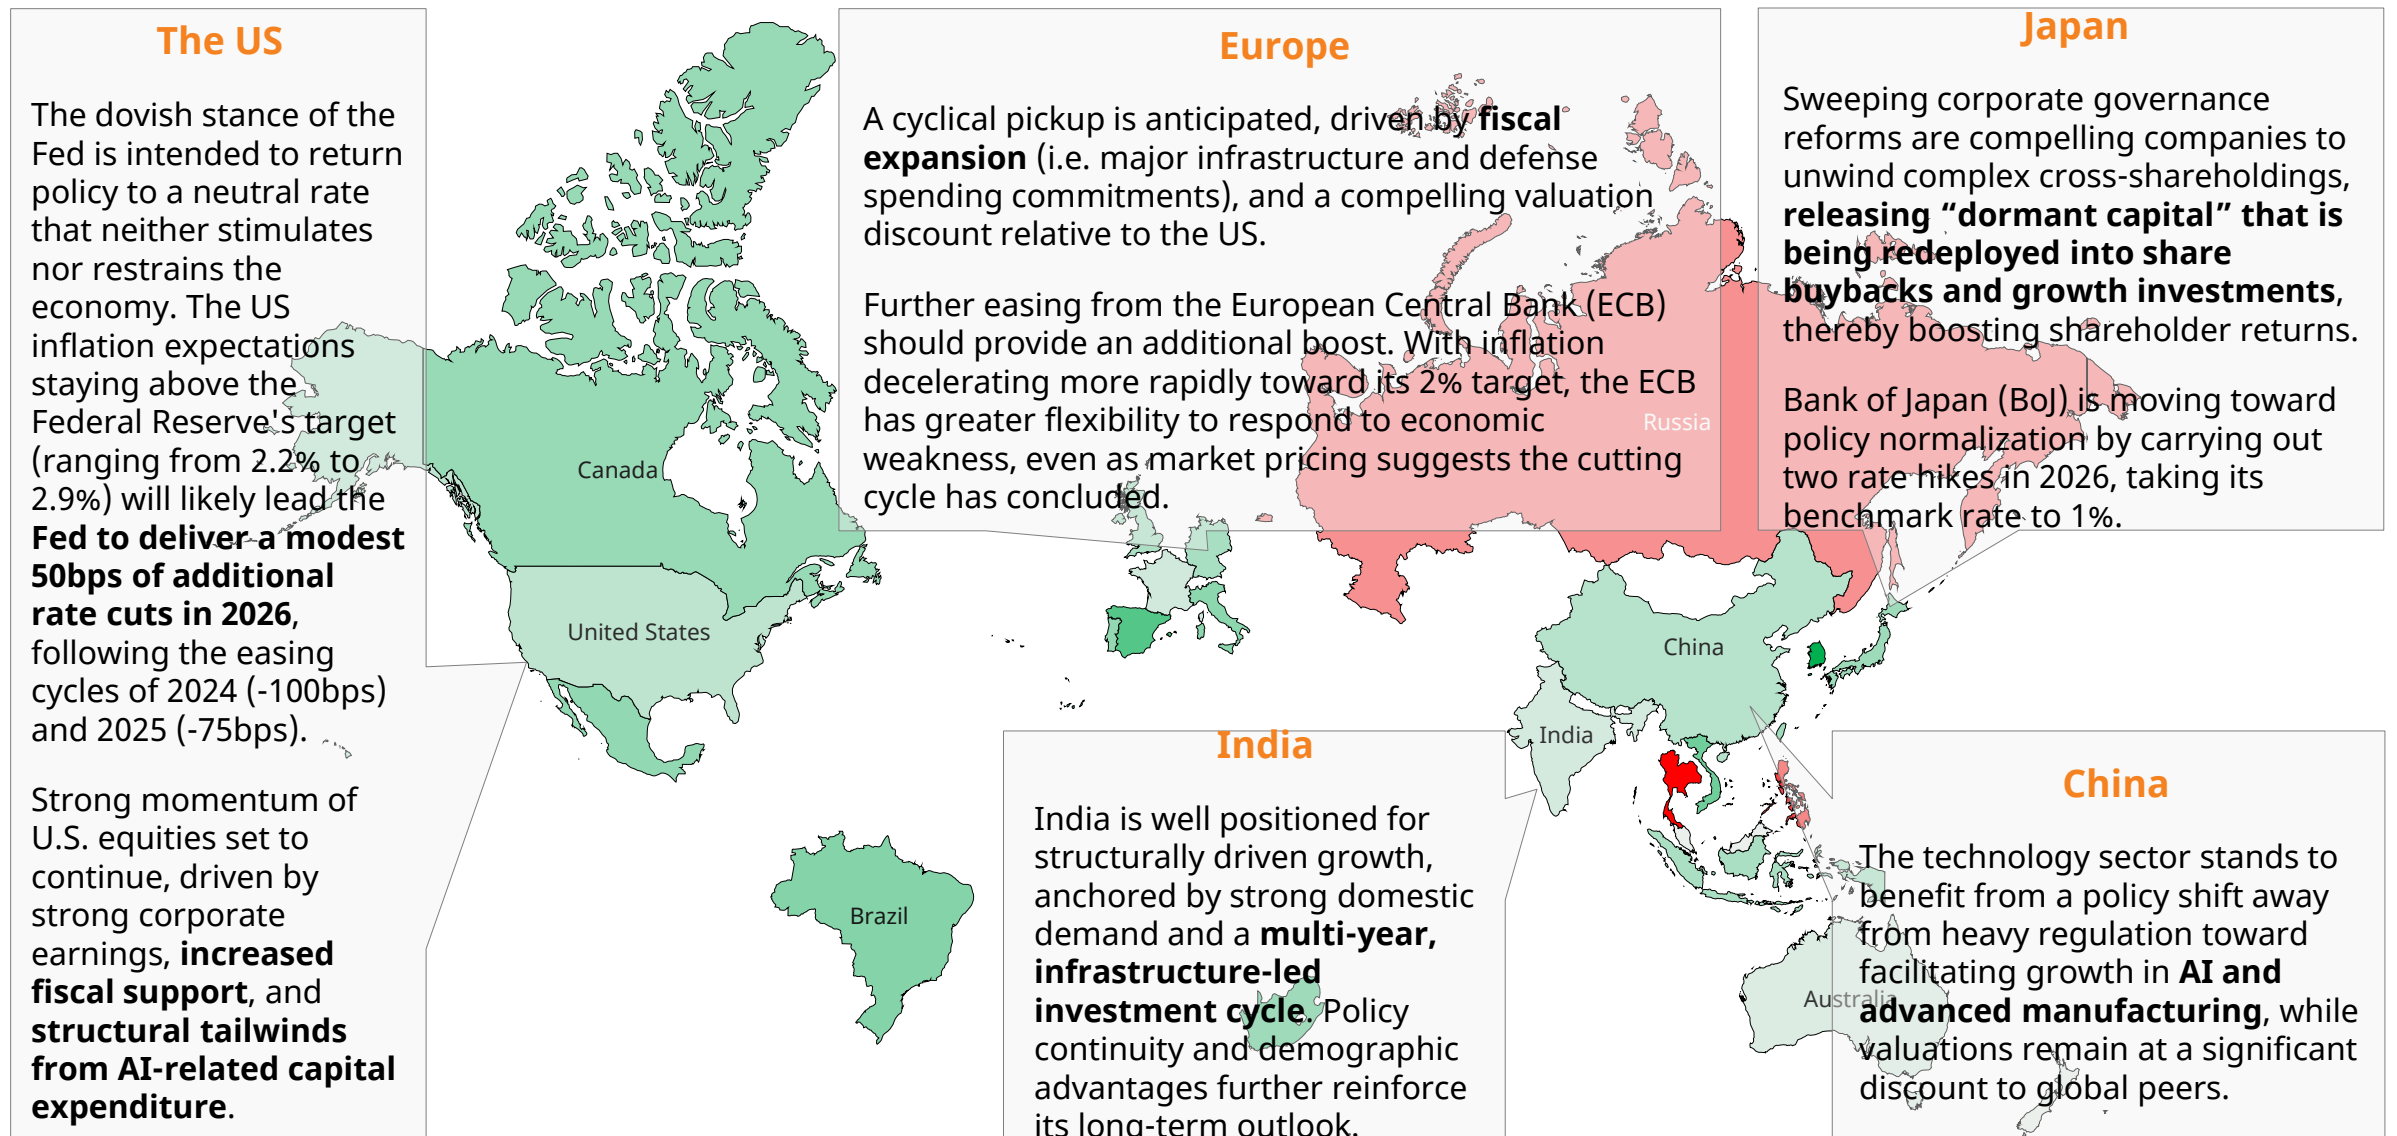 The US
The dovish stance of the
Fed is intended to return
policy to a neutral rate
that neither stimulates
nor restrains the
economy. The US
inflation expectations
staying above the
Federal Reserve's target
(ranging from 2.2% to
2.9%) will likely lead the
Fed to deliver a modest
50bps of additional
rate cuts in 2026,
following the easing
cycles of 2024 (-100bps)
and 2025 (-75bps).
Strong momentum of
U.S. equities set to
continue, driven by
strong corporate
earnings, increased
fiscal support, and
structural tailwinds
from AI-related capital
expenditure.
Europe
A cyclical pickup is anticipated, driven by fiscal
expansion (i.e. major infrastructure and defense
spending commitments), and a compelling valuation
discount relative to the US.
Further easing from the European Central Bank (ECB)
should provide an additional boost. With inflation
decelerating more rapidly toward its 2% target, the ECB
has greater flexibility to respond to economic
weakness, even as market pricing suggests the cutting
cycle has concluded.
Japan
Sweeping corporate governance
reforms are compelling companies to
unwind complex cross-shareholdings,
releasing “dormant capital” that is
being redeployed into share
buybacks and growth investments,
thereby boosting shareholder returns.
Bank of Japan (BoJ) is moving toward
policy normalization by carrying out
two rate hikes in 2026, taking its
benchmark rate to 1%.
Canada
United States
Brazil
Russia
China
India
Australia
India
India is well positioned for
structurally driven growth,
anchored by strong domestic
demand and a multi-year,
infrastructure-led
investment cycle. Policy
continuity and demographic
advantages further reinforce
its long-term outlook.
China
The technology sector stands to
benefit from a policy shift away
from heavy regulation toward
facilitating growth in AI and
advanced manufacturing, while
valuations remain at a significant
discount to global peers.